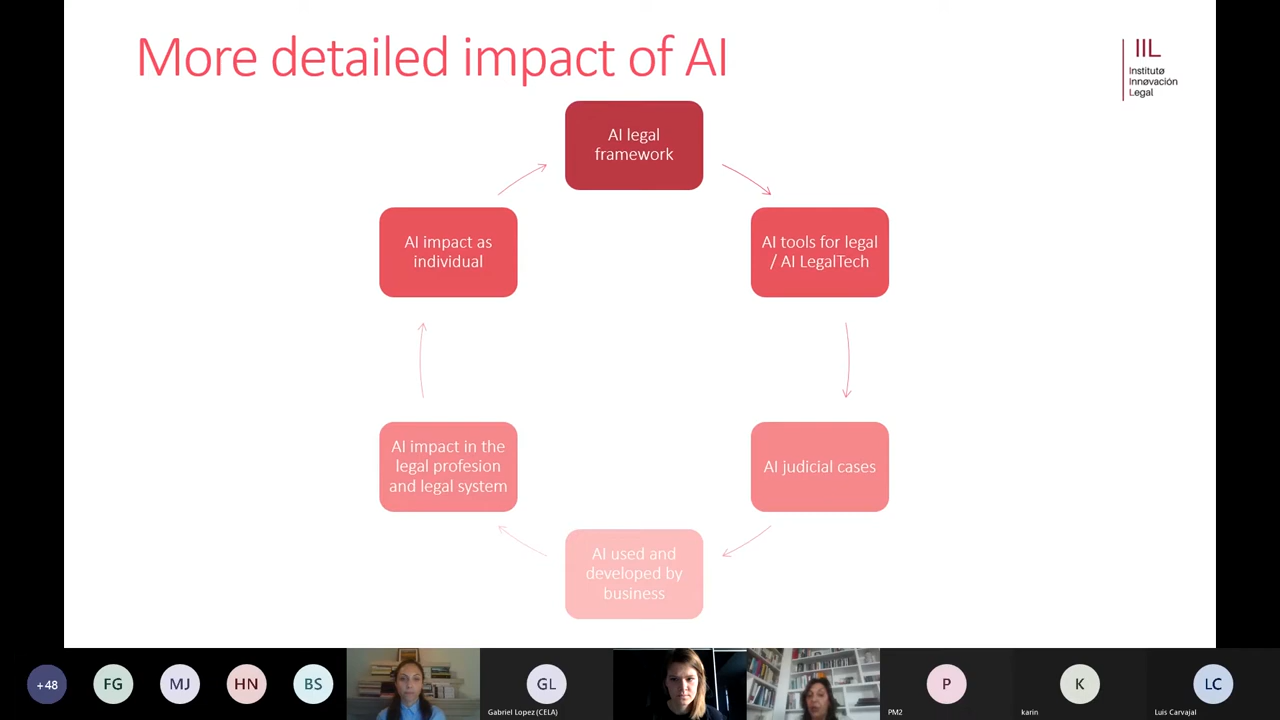 More detailed impact of AI
IIL
Instituto
Innovación
Legal
AI legal
framework
AI tools for legal
/ AI LegalTech
AI judicial cases
AI used and
developed by
business
AI impact in the
legal profesion
and legal system
AI impact as
individual
+48
FG
MJ
HN
BS
GL
Gabriel Lopez (CELA)
P
PM2
K
karin
LC
Luis Carvajal